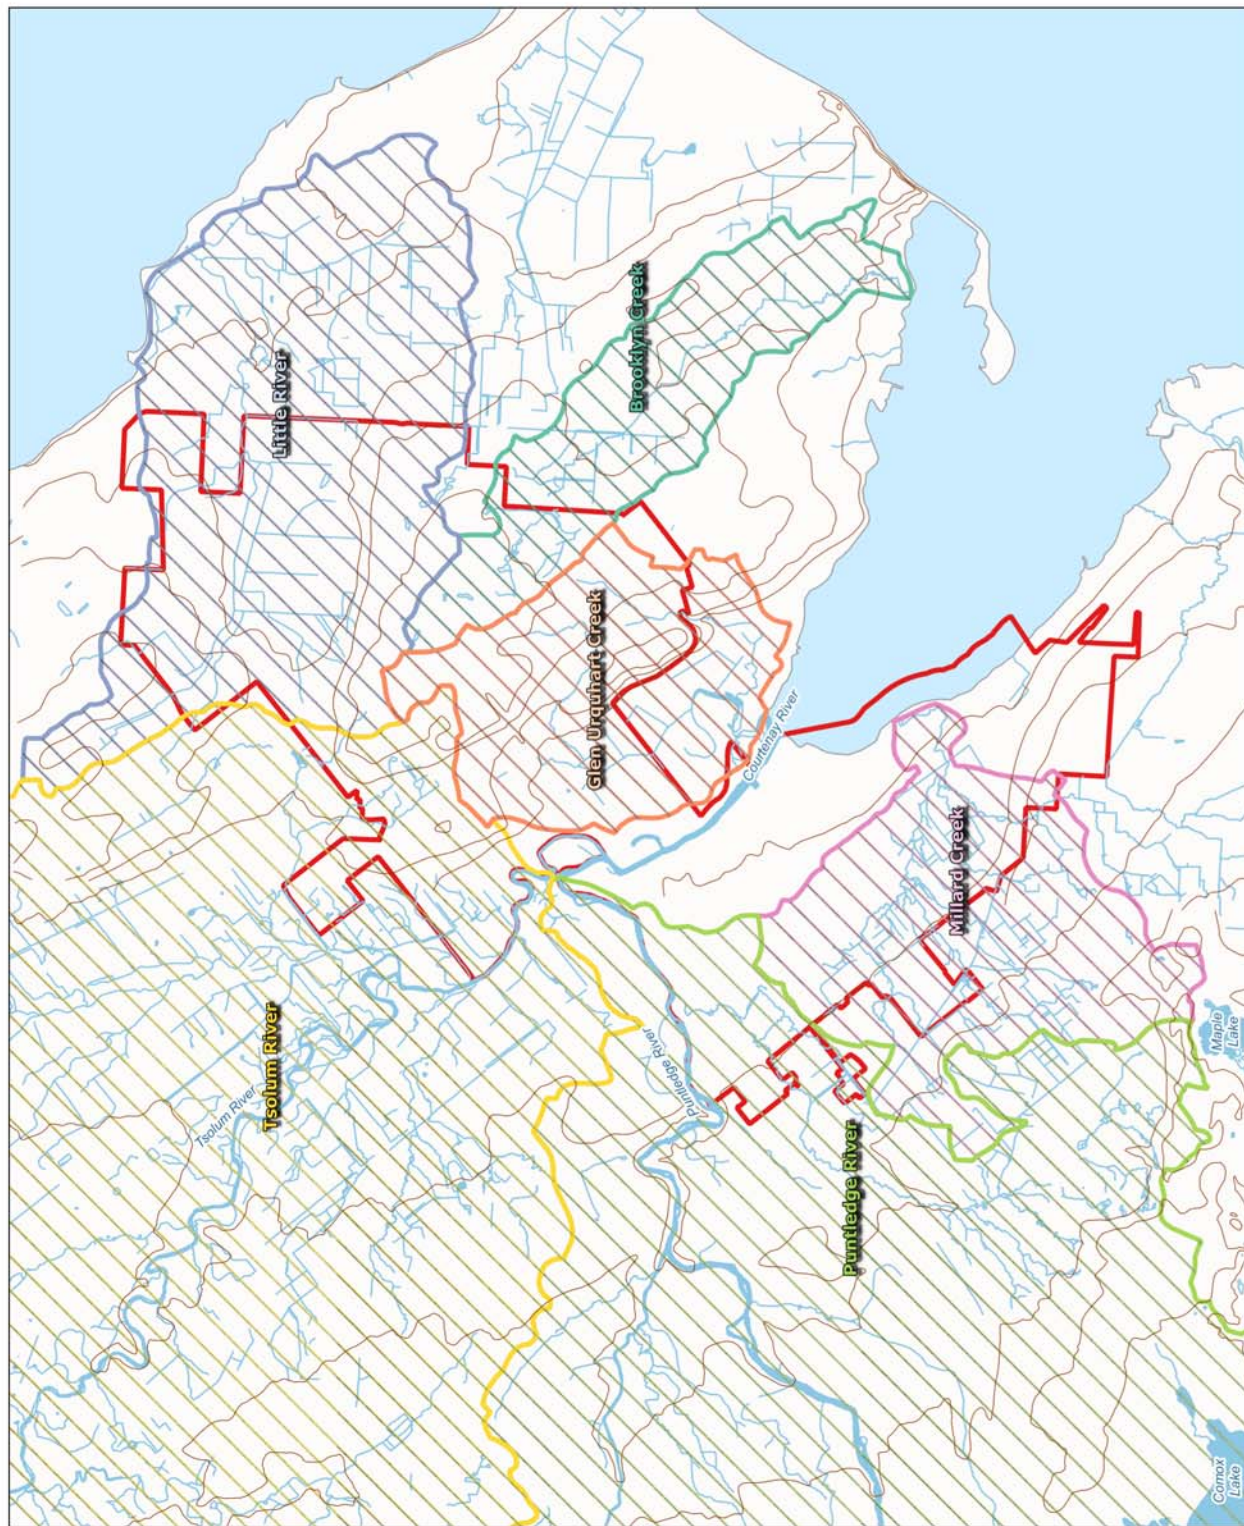 Tsolum River
Tsolum River
Little River
Puntledge River
Glen Urquhart Creek
Brooklyn Creek
Puntledge River
Courtenay River
Millard Creek
Comox
Lake
Maple
Lake